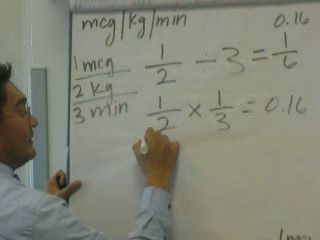 mcg/kg/min
0.16
1 mcg
2 kg
3 min
1/2 ÷ 3 = 1/6
1/2 × 1/3 = 0.16